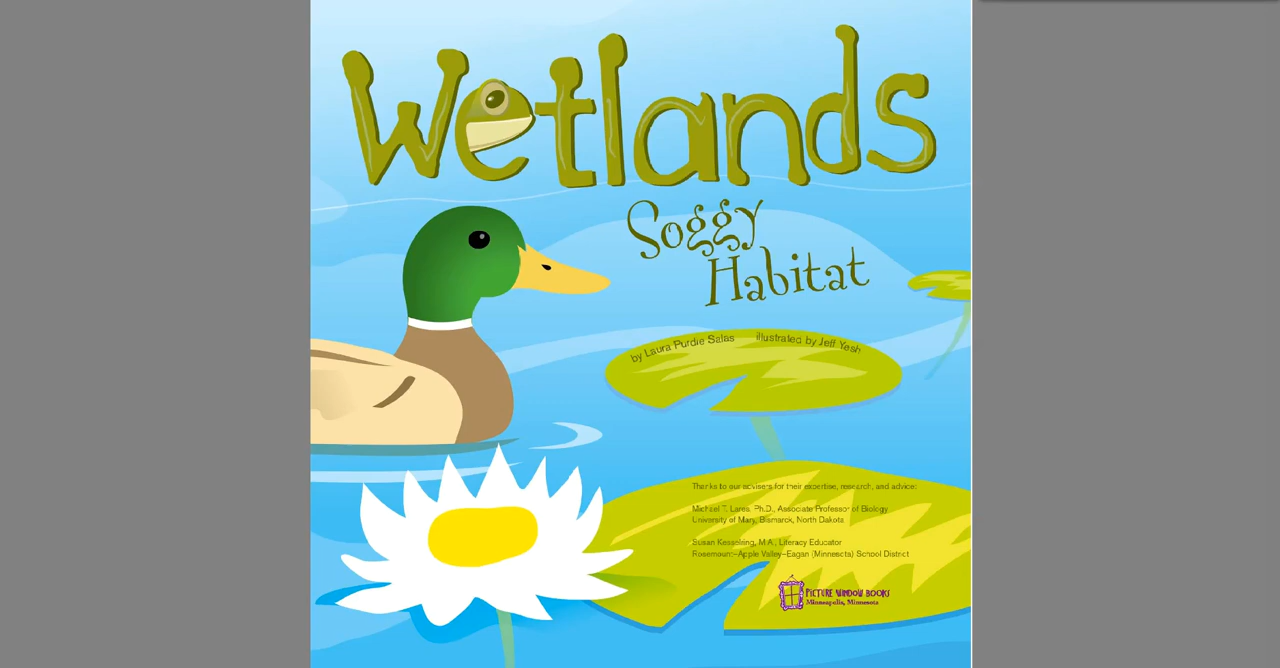 Wetlands
Soggy
Habitat
by Laura Purdie Salas illustrated by Jeff Yesh
Thanks to our advisers for their expertise, research, and advice:
Michael T. Lares, Ph.D., Associate Professor of Biology
University of Mary, Bismarck, North Dakota
Susan Kesselring, M.A., Literacy Educator
Rosemount–Apple Valley–Eagan (Minnesota) School District
PICTURE WINDOW BOOKS
Minneapolis, Minnesota